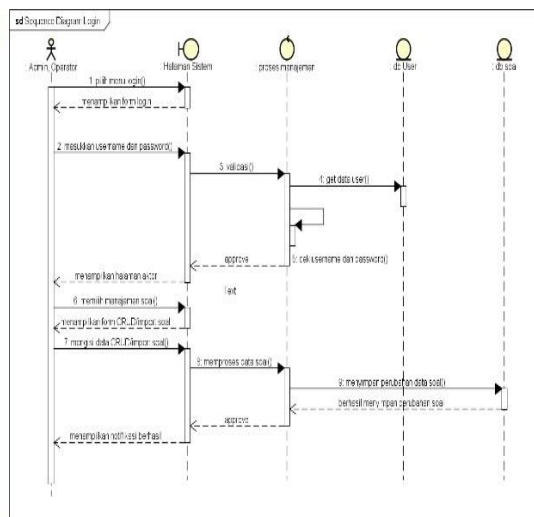 sd Sequence Diagram Login
Admin_Operator
Halaman Sistem
proses manajemen
: db User
: db soa
1: pilih menu login()
menampilkan form login
2: masukkan username dan password()
3: validasi()
4: get data user()
5: cek username dan password()
approve
menampilkan halaman aktor
Text
6: memilih manajemen soal()
menampilkan form CRUD/import soal
7: mengisi data CRUD/import soal()
8: memproses data soal()
9: menyimpan perubahan data soal()
berhasil menyimpan perubahan soal
approve
menampilkan notifikasi berhasil